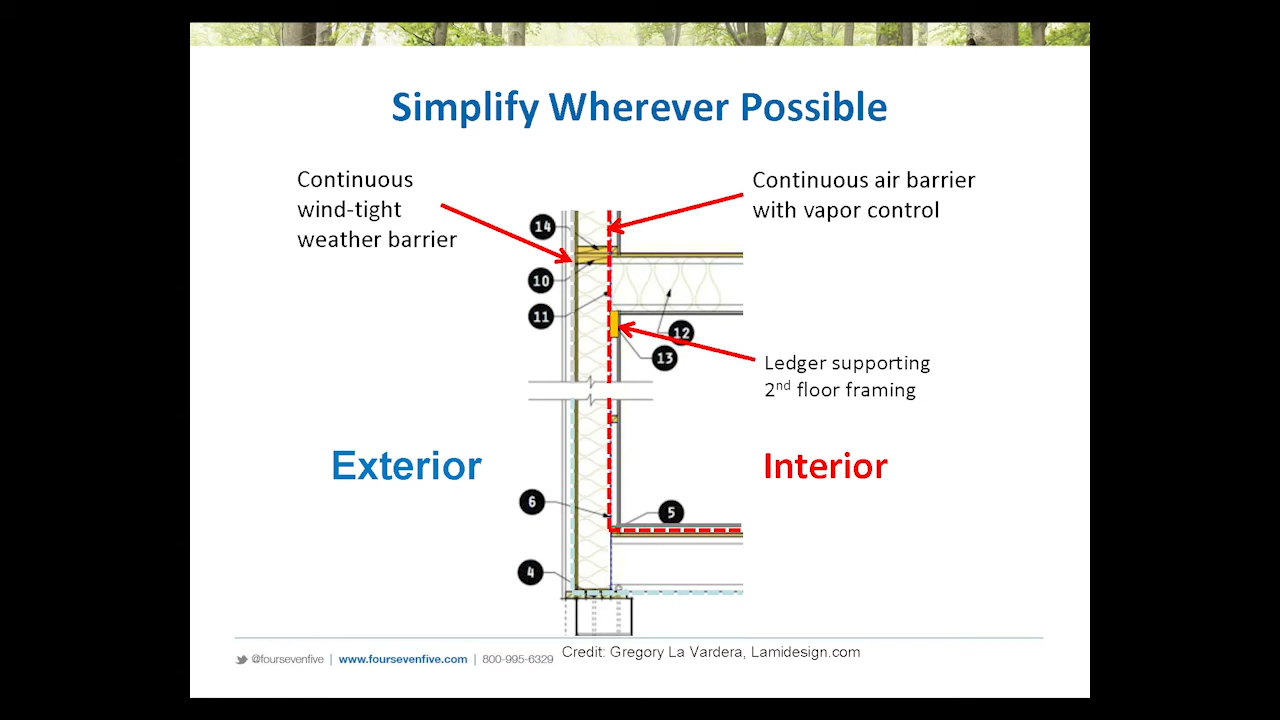 Simplify Wherever Possible
Continuous
wind-tight
weather barrier
Continuous air barrier
with vapor control
14
10
11
12
13
Ledger supporting
2nd floor framing
Exterior
Interior
6
5
4
@foursevenfive | www.foursevenfive.com | 800-995-6329
Credit: Gregory La Vardera, Lamidesign.com